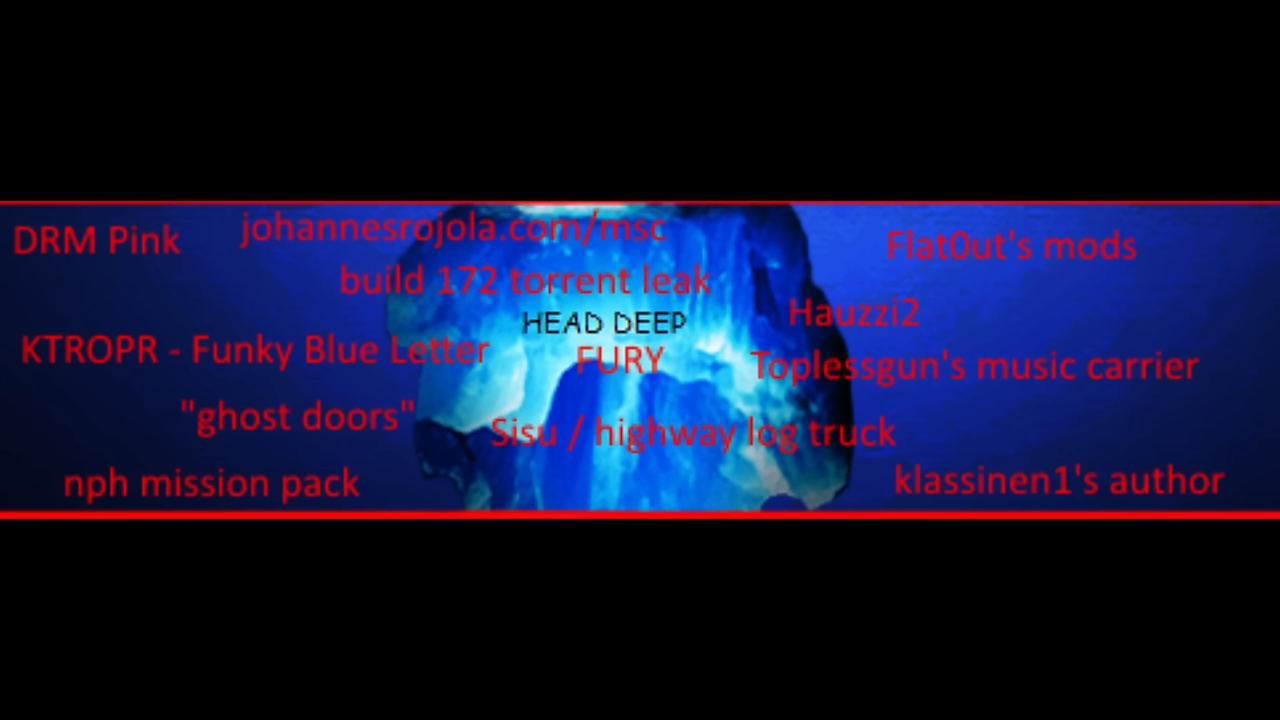 DRM Pink
johannesrojola.com/msc
Flat0ut's mods
build 172 torrent leak
Hauzzi2
HEAD DEEP
KTROPR - Funky Blue Letter
FURY
Toplessgun's music carrier
"ghost doors"
Sisu / highway log truck
nph mission pack
klassinen1's author